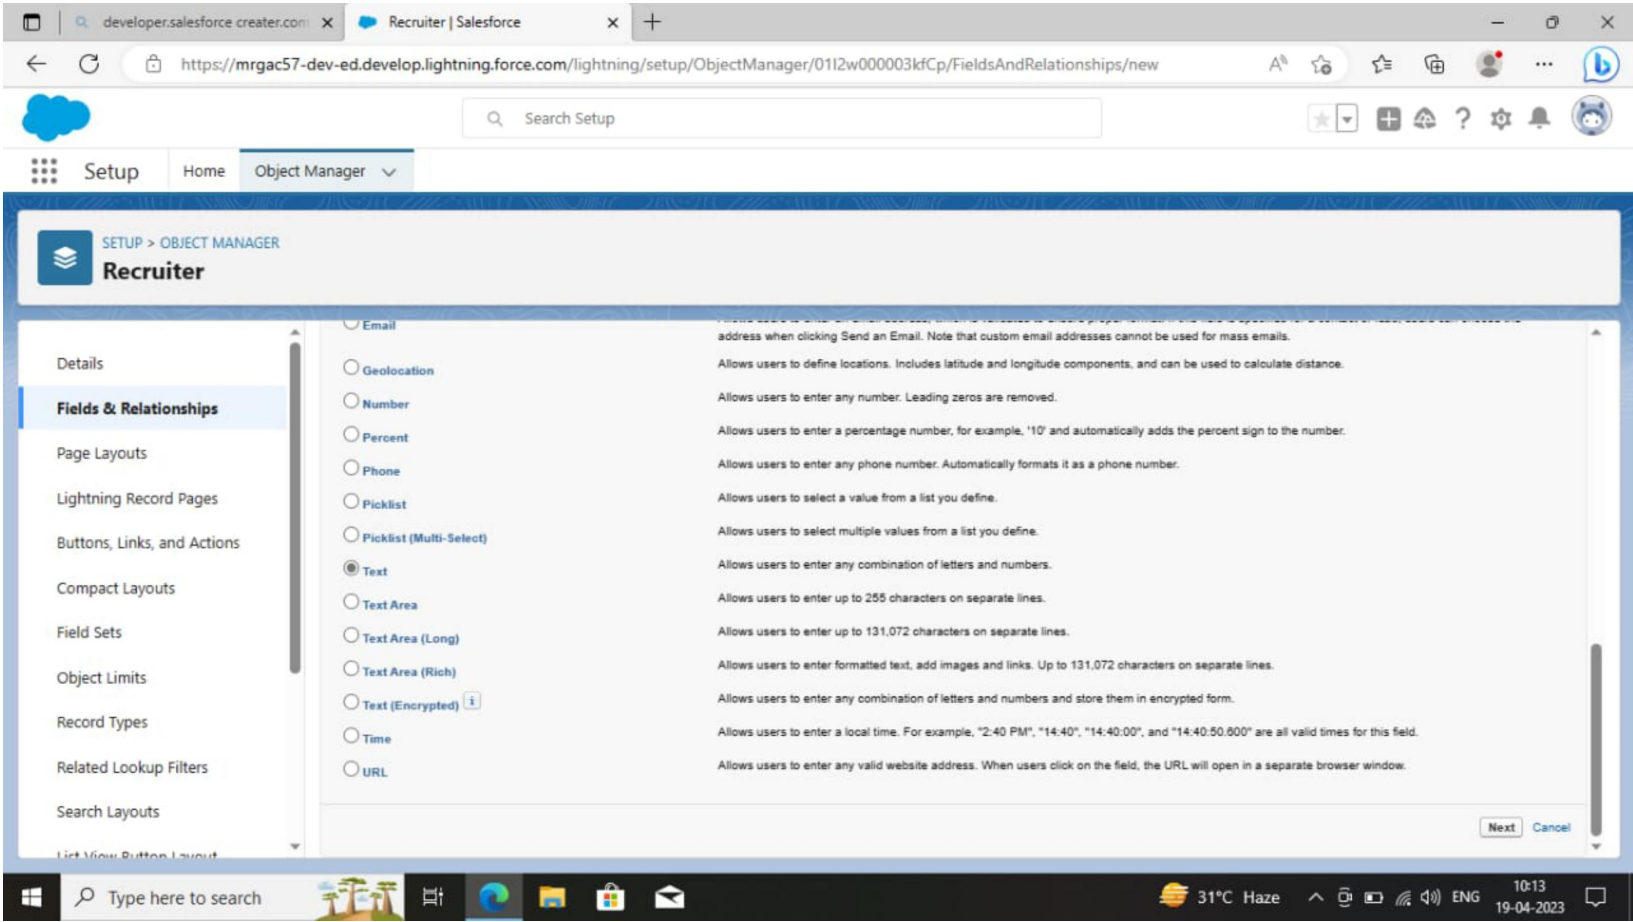 developer.salesforce creater.com
Recruiter | Salesforce
https://mrgac57-dev-ed.develop.lightning.force.com/lightning/setup/ObjectManager/01I2w000003kfCp/FieldsAndRelationships/new
Search Setup
Setup
Home
Object Manager
SETUP > OBJECT MANAGER
Recruiter
Details
Fields & Relationships
Page Layouts
Lightning Record Pages
Buttons, Links, and Actions
Compact Layouts
Field Sets
Object Limits
Record Types
Related Lookup Filters
Search Layouts
List View Button Layout
Email
address when clicking Send an Email. Note that custom email addresses cannot be used for mass emails.
Geolocation Allows users to define locations. Includes latitude and longitude components, and can be used to calculate distance.
Number Allows users to enter any number. Leading zeros are removed.
Percent Allows users to enter a percentage number, for example, '10' and automatically adds the percent sign to the number.
Phone Allows users to enter any phone number. Automatically formats it as a phone number.
Picklist Allows users to select a value from a list you define.
Picklist (Multi-Select) Allows users to select multiple values from a list you define.
Text Allows users to enter any combination of letters and numbers.
Text Area Allows users to enter up to 255 characters on separate lines.
Text Area (Long) Allows users to enter up to 131,072 characters on separate lines.
Text Area (Rich) Allows users to enter formatted text, add images and links. Up to 131,072 characters on separate lines.
Text (Encrypted) i Allows users to enter any combination of letters and numbers and store them in encrypted form.
Time Allows users to enter a local time. For example, "2:40 PM", "14:40", "14:40:00", and "14:40:50.600" are all valid times for this field.
URL Allows users to enter any valid website address. When users click on the field, the URL will open in a separate browser window.
Next Cancel
Type here to search
31°C Haze
ENG
10:13
19-04-2023